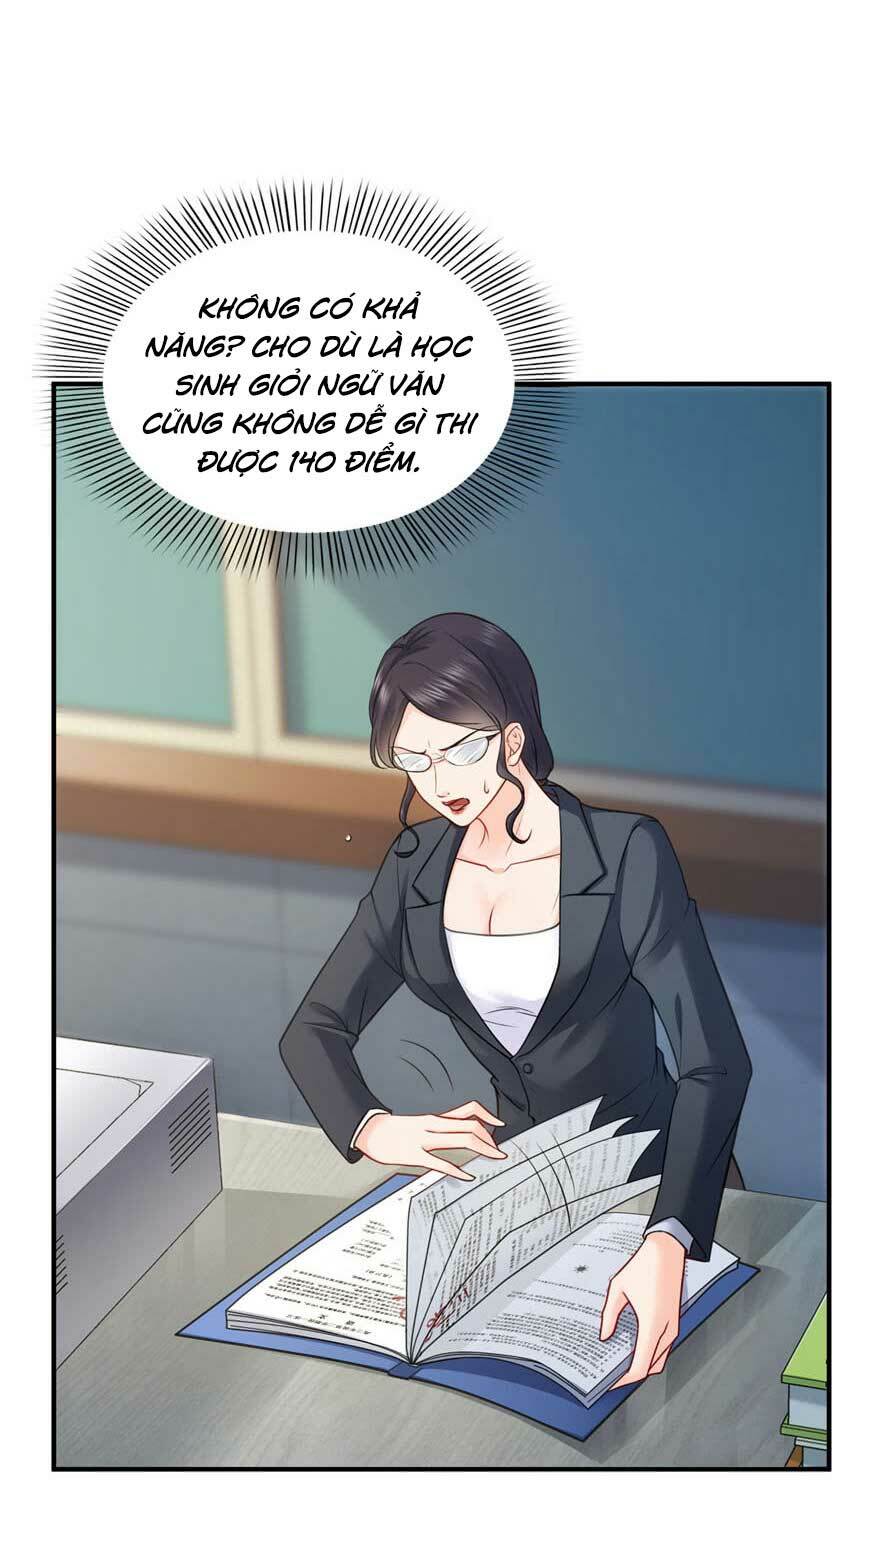 KHÔNG CÓ KHẢ
NĂNG? CHO DÙ LÀ HỌC
SINH GIỎI NGỮ VĂN
CŨNG KHÔNG DỄ GÌ THI
ĐƯỢC 140 ĐIỂM.